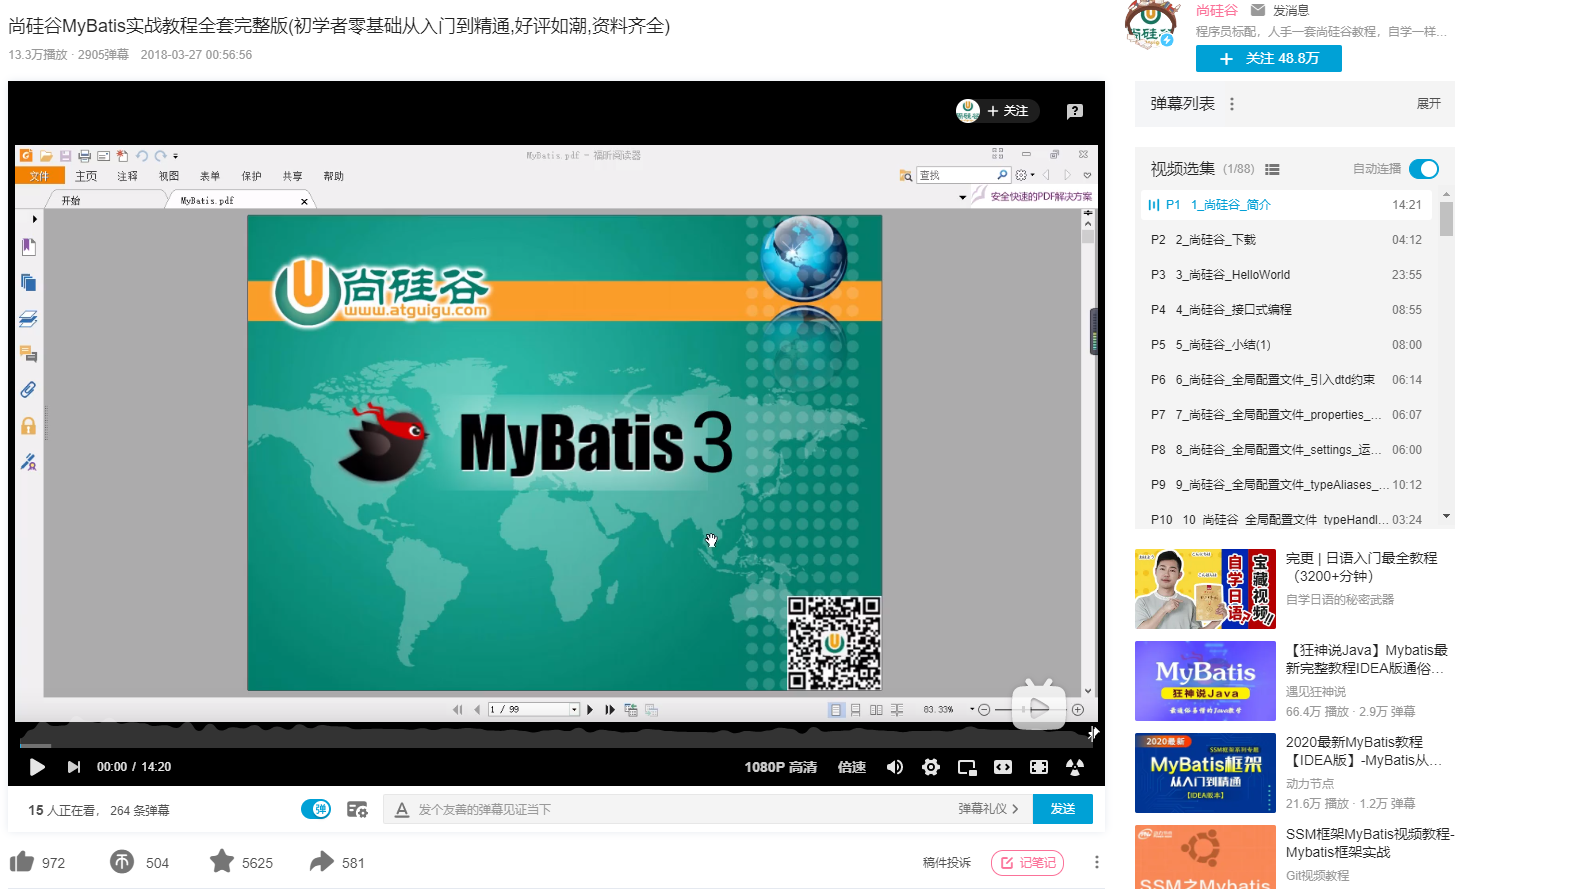 尚硅谷MyBatis实战教程全套完整版(初学者零基础从入门到精通,好评如潮,资料齐全)
13.3万播放 · 2905弹幕 2018-03-27 00:56:56
尚硅谷 发消息
程序员标配，人手一套尚硅谷教程，自学一样…
+ 关注 48.8万
+ 关注
MyBatis.pdf - 福昕阅读器
文件 主页 注释 视图 表单 保护 共享 帮助
查找
开始 MyBatis.pdf
安全快速的PDF解决方案
尚硅谷
www.atguigu.com
MyBatis 3
1 / 99
83.33%
00:00 / 14:20
1080P 高清 倍速
15 人正在看， 264 条弹幕
弹
发个友善的弹幕见证当下
弹幕礼仪
发送
972 504 5625 581
稿件投诉 记笔记
弹幕列表 展开
视频选集 (1/88) 自动连播
P1 1_尚硅谷_简介 14:21
P2 2_尚硅谷_下载 04:12
P3 3_尚硅谷_HelloWorld 23:55
P4 4_尚硅谷_接口式编程 08:55
P5 5_尚硅谷_小结(1) 08:00
P6 6_尚硅谷_全局配置文件_引入dtd约束 06:14
P7 7_尚硅谷_全局配置文件_properties_… 06:07
P8 8_尚硅谷_全局配置文件_settings_运… 06:00
P9 9_尚硅谷_全局配置文件_typeAliases_… 10:12
P10 10_尚硅谷_全局配置文件_typeHandl… 03:24
自学日语
宝藏视频!!
完更 | 日语入门最全教程
（3200+分钟）
自学日语的秘密武器
MyBatis
狂神说Java
最通俗易懂的Java教学
【狂神说Java】Mybatis最
新完整教程IDEA版通俗…
遇见狂神说
66.4万 播放 · 2.9万 弹幕
2020最新
SSM框架系列专题
MyBatis框架
从入门到精通
【IDEA版本】
2020最新MyBatis教程
【IDEA版】-MyBatis从…
动力节点
21.6万 播放 · 1.2万 弹幕
SSM之Mybatis
SSM框架MyBatis视频教程-
Mybatis框架实战
Git视频教程